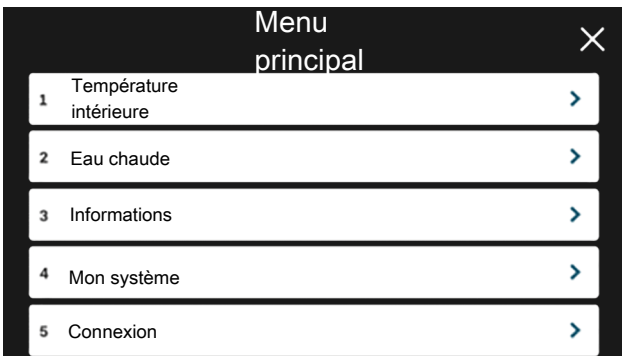 Menu
principal
1 Température
intérieure
2 Eau chaude
3 Informations
4 Mon système
5 Connexion